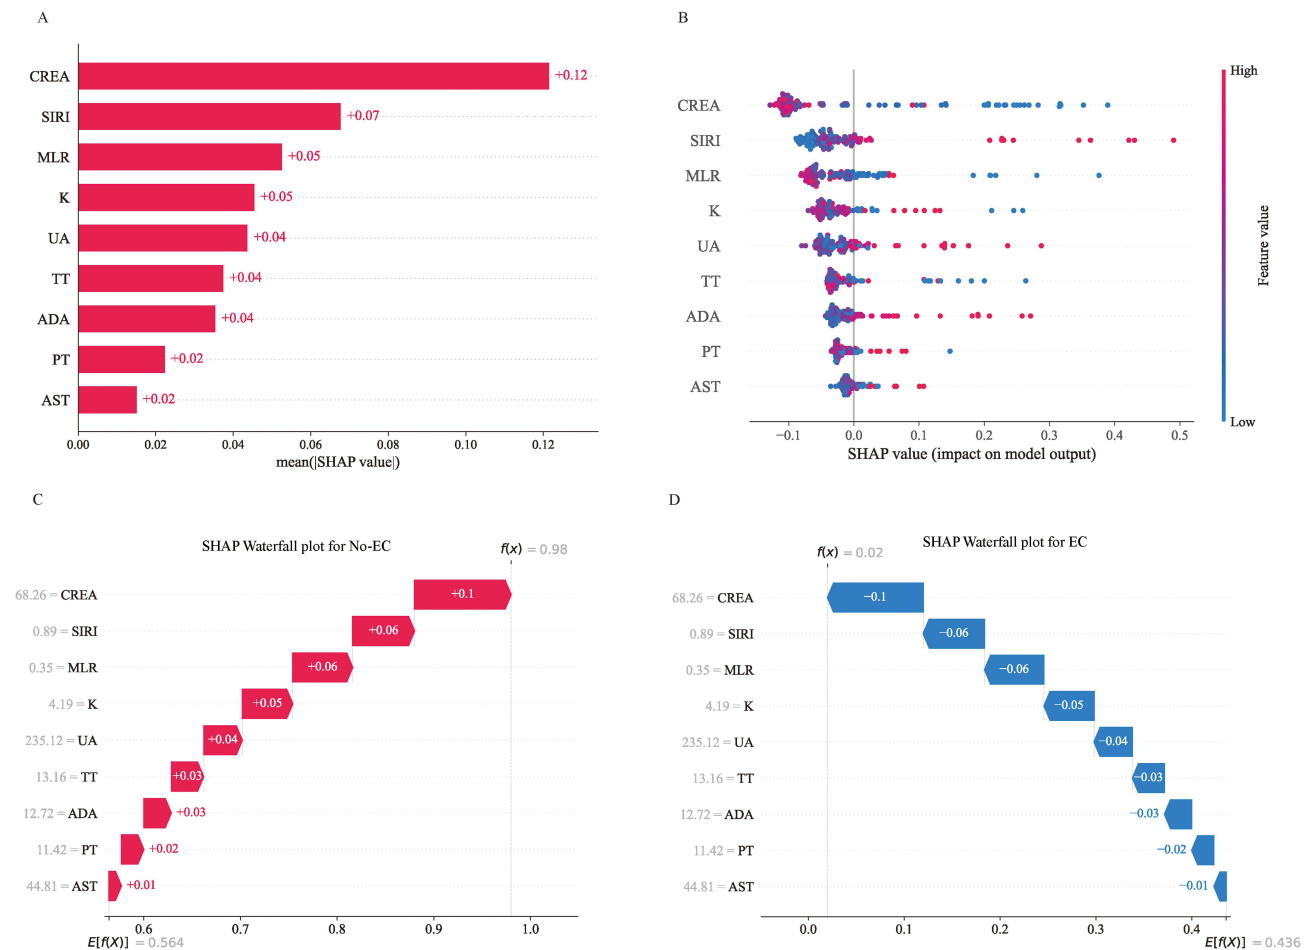 A
CREA +0.12
SIRI +0.07
MLR +0.05
K +0.05
UA +0.04
TT +0.04
ADA +0.04
PT +0.02
AST +0.02
0.00 0.02 0.04 0.06 0.08 0.10 0.12
mean(|SHAP value|)
B
High
CREA
SIRI
MLR
K
UA
TT
ADA
PT
AST
Low
Feature value
−0.1 0.0 0.1 0.2 0.3 0.4 0.5
SHAP value (impact on model output)
C
SHAP Waterfall plot for No-EC
f(x) = 0.98
68.26 = CREA +0.1
0.89 = SIRI +0.06
0.35 = MLR +0.06
4.19 = K +0.05
235.12 = UA +0.04
13.16 = TT +0.03
12.72 = ADA +0.03
11.42 = PT +0.02
44.81 = AST +0.01
0.6 0.7 0.8 0.9 1.0
E[f(X)] = 0.564
D
SHAP Waterfall plot for EC
f(x) = 0.02
68.26 = CREA −0.1
0.89 = SIRI −0.06
0.35 = MLR −0.06
4.19 = K −0.05
235.12 = UA −0.04
13.16 = TT −0.03
12.72 = ADA −0.03
11.42 = PT −0.02
44.81 = AST −0.01
0.0 0.1 0.2 0.3 0.4
E[f(X)] = 0.436